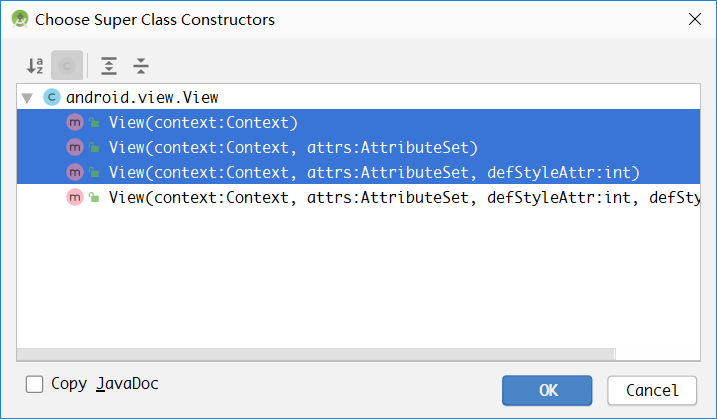 Choose Super Class Constructors
android.view.View
View(context:Context)
View(context:Context, attrs:AttributeSet)
View(context:Context, attrs:AttributeSet, defStyleAttr:int)
View(context:Context, attrs:AttributeSet, defStyleAttr:int, defSty
Copy JavaDoc
OK
Cancel